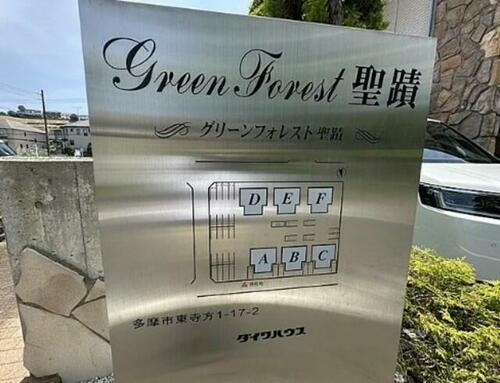 Green Forest 聖蹟
グリーンフォレスト聖蹟
D E F
A B C
多摩市東寺方1-17-2
ダイワハウス